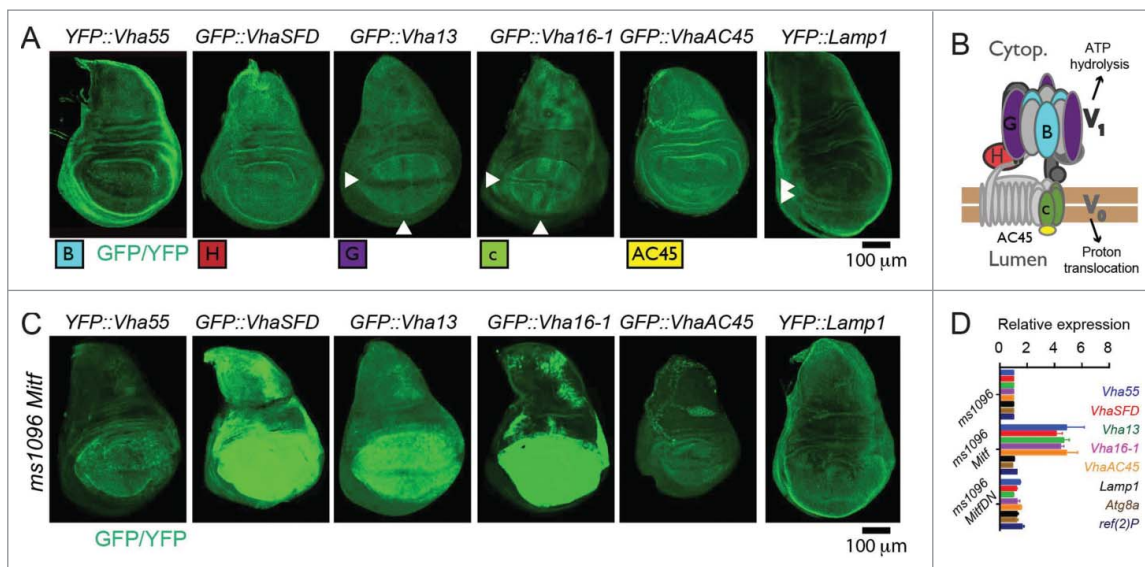 A
YFP::Vha55 GFP::VhaSFD GFP::Vha13 GFP::Vha16-1 GFP::VhaAC45 YFP::Lamp1
B GFP/YFP H G c AC45
100 μm
B
Cytop.
ATP
hydrolysis
G B V1
H
c V0
AC45
Lumen
Proton
translocation
C
YFP::Vha55 GFP::VhaSFD GFP::Vha13 GFP::Vha16-1 GFP::VhaAC45 YFP::Lamp1
ms1096 Mitf
GFP/YFP
100 μm
D
Relative expression
0 2 4 6 8
ms1096
ms1096
Mitf
ms1096
MitfDN
Vha55
VhaSFD
Vha13
Vha16-1
VhaAC45
Lamp1
Atg8a
ref(2)P